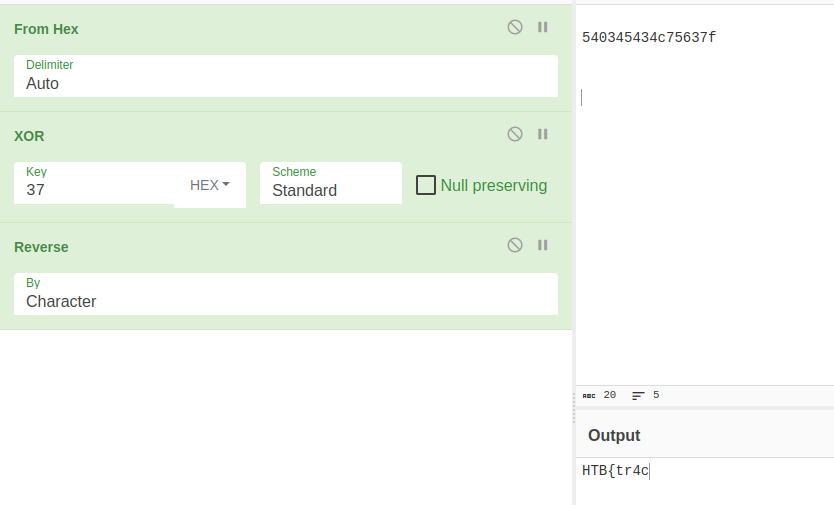 From Hex
Delimiter
Auto
XOR
Key
37
HEX
Scheme
Standard
Null preserving
Reverse
By
Character
540345434c75637f
ABC 20 5
Output
HTB{tr4c